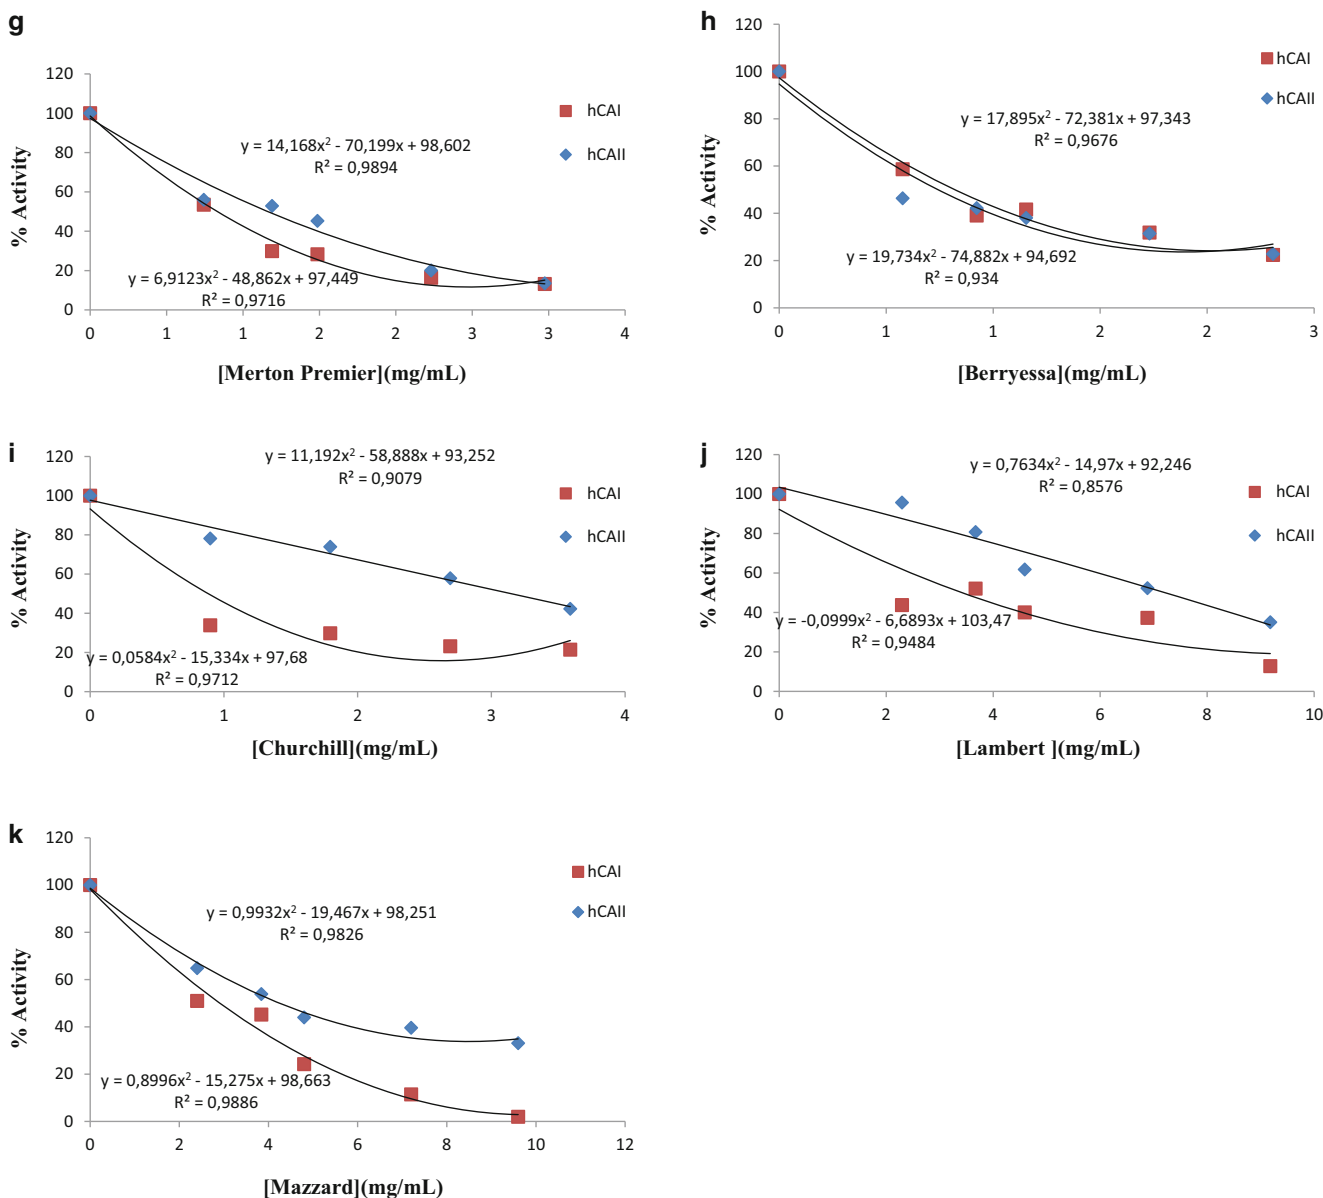 g
120
100
80
60
40
20
0
% Activity
hCAI
hCAII
y = 14,168x² - 70,199x + 98,602
R² = 0,9894
y = 6,9123x² - 48,862x + 97,449
R² = 0,9716
0 1 1 2 2 3 3 4
[Merton Premier](mg/mL)
h
120
100
80
60
40
20
0
% Activity
hCAI
hCAII
y = 17,895x² - 72,381x + 97,343
R² = 0,9676
y = 19,734x² - 74,882x + 94,692
R² = 0,934
0 1 1 2 2 3
[Berryessa](mg/mL)
i
120
100
80
60
40
20
0
% Activity
y = 11,192x² - 58,888x + 93,252
R² = 0,9079
hCAI
hCAII
y = 0,0584x² - 15,334x + 97,68
R² = 0,9712
0 1 2 3 4
[Churchill](mg/mL)
j
120
100
80
60
40
20
0
% Activity
y = 0,7634x² - 14,97x + 92,246
R² = 0,8576
hCAI
hCAII
y = -0,0999x² - 6,6893x + 103,47
R² = 0,9484
0 2 4 6 8 10
[Lambert ](mg/mL)
k
120
100
80
60
40
20
0
% Activity
hCAI
hCAII
y = 0,9932x² - 19,467x + 98,251
R² = 0,9826
y = 0,8996x² - 15,275x + 98,663
R² = 0,9886
0 2 4 6 8 10 12
[Mazzard](mg/mL)